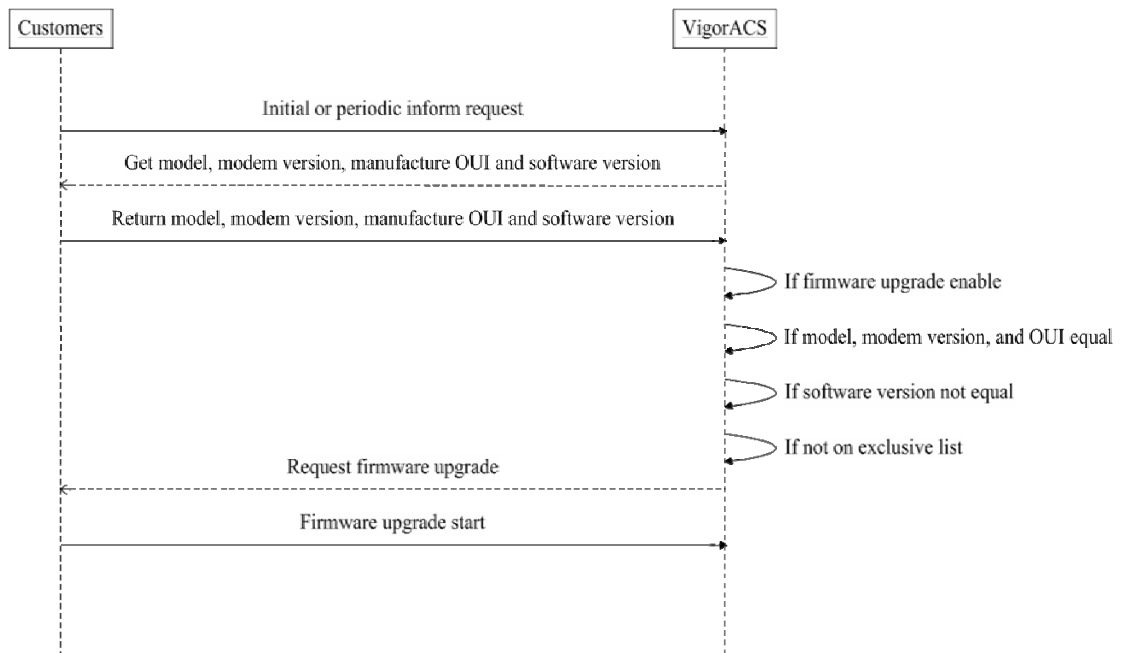 Customers
VigorACS
Initial or periodic inform request
Get model, modem version, manufacture OUI and software version
Return model, modem version, manufacture OUI and software version
If firmware upgrade enable
If model, modem version, and OUI equal
If software version not equal
If not on exclusive list
Request firmware upgrade
Firmware upgrade start